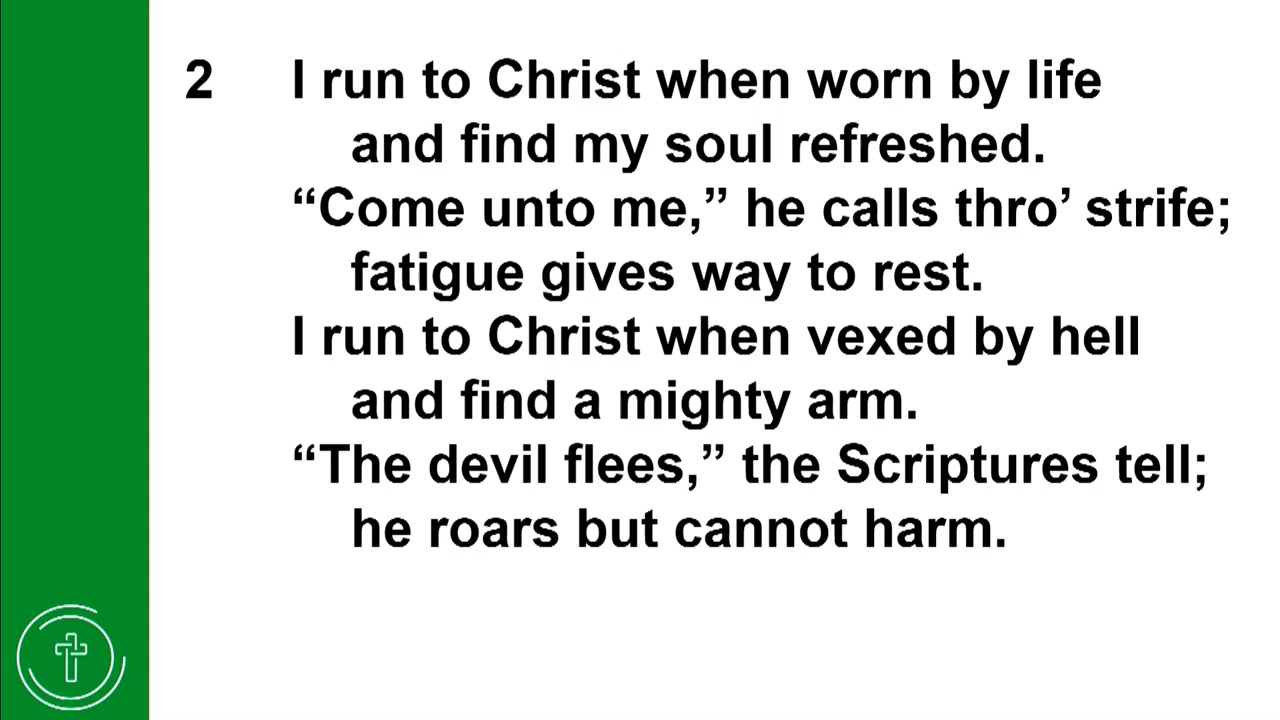 2 I run to Christ when worn by life
and find my soul refreshed.
“Come unto me,” he calls thro’ strife;
fatigue gives way to rest.
I run to Christ when vexed by hell
and find a mighty arm.
“The devil flees,” the Scriptures tell;
he roars but cannot harm.